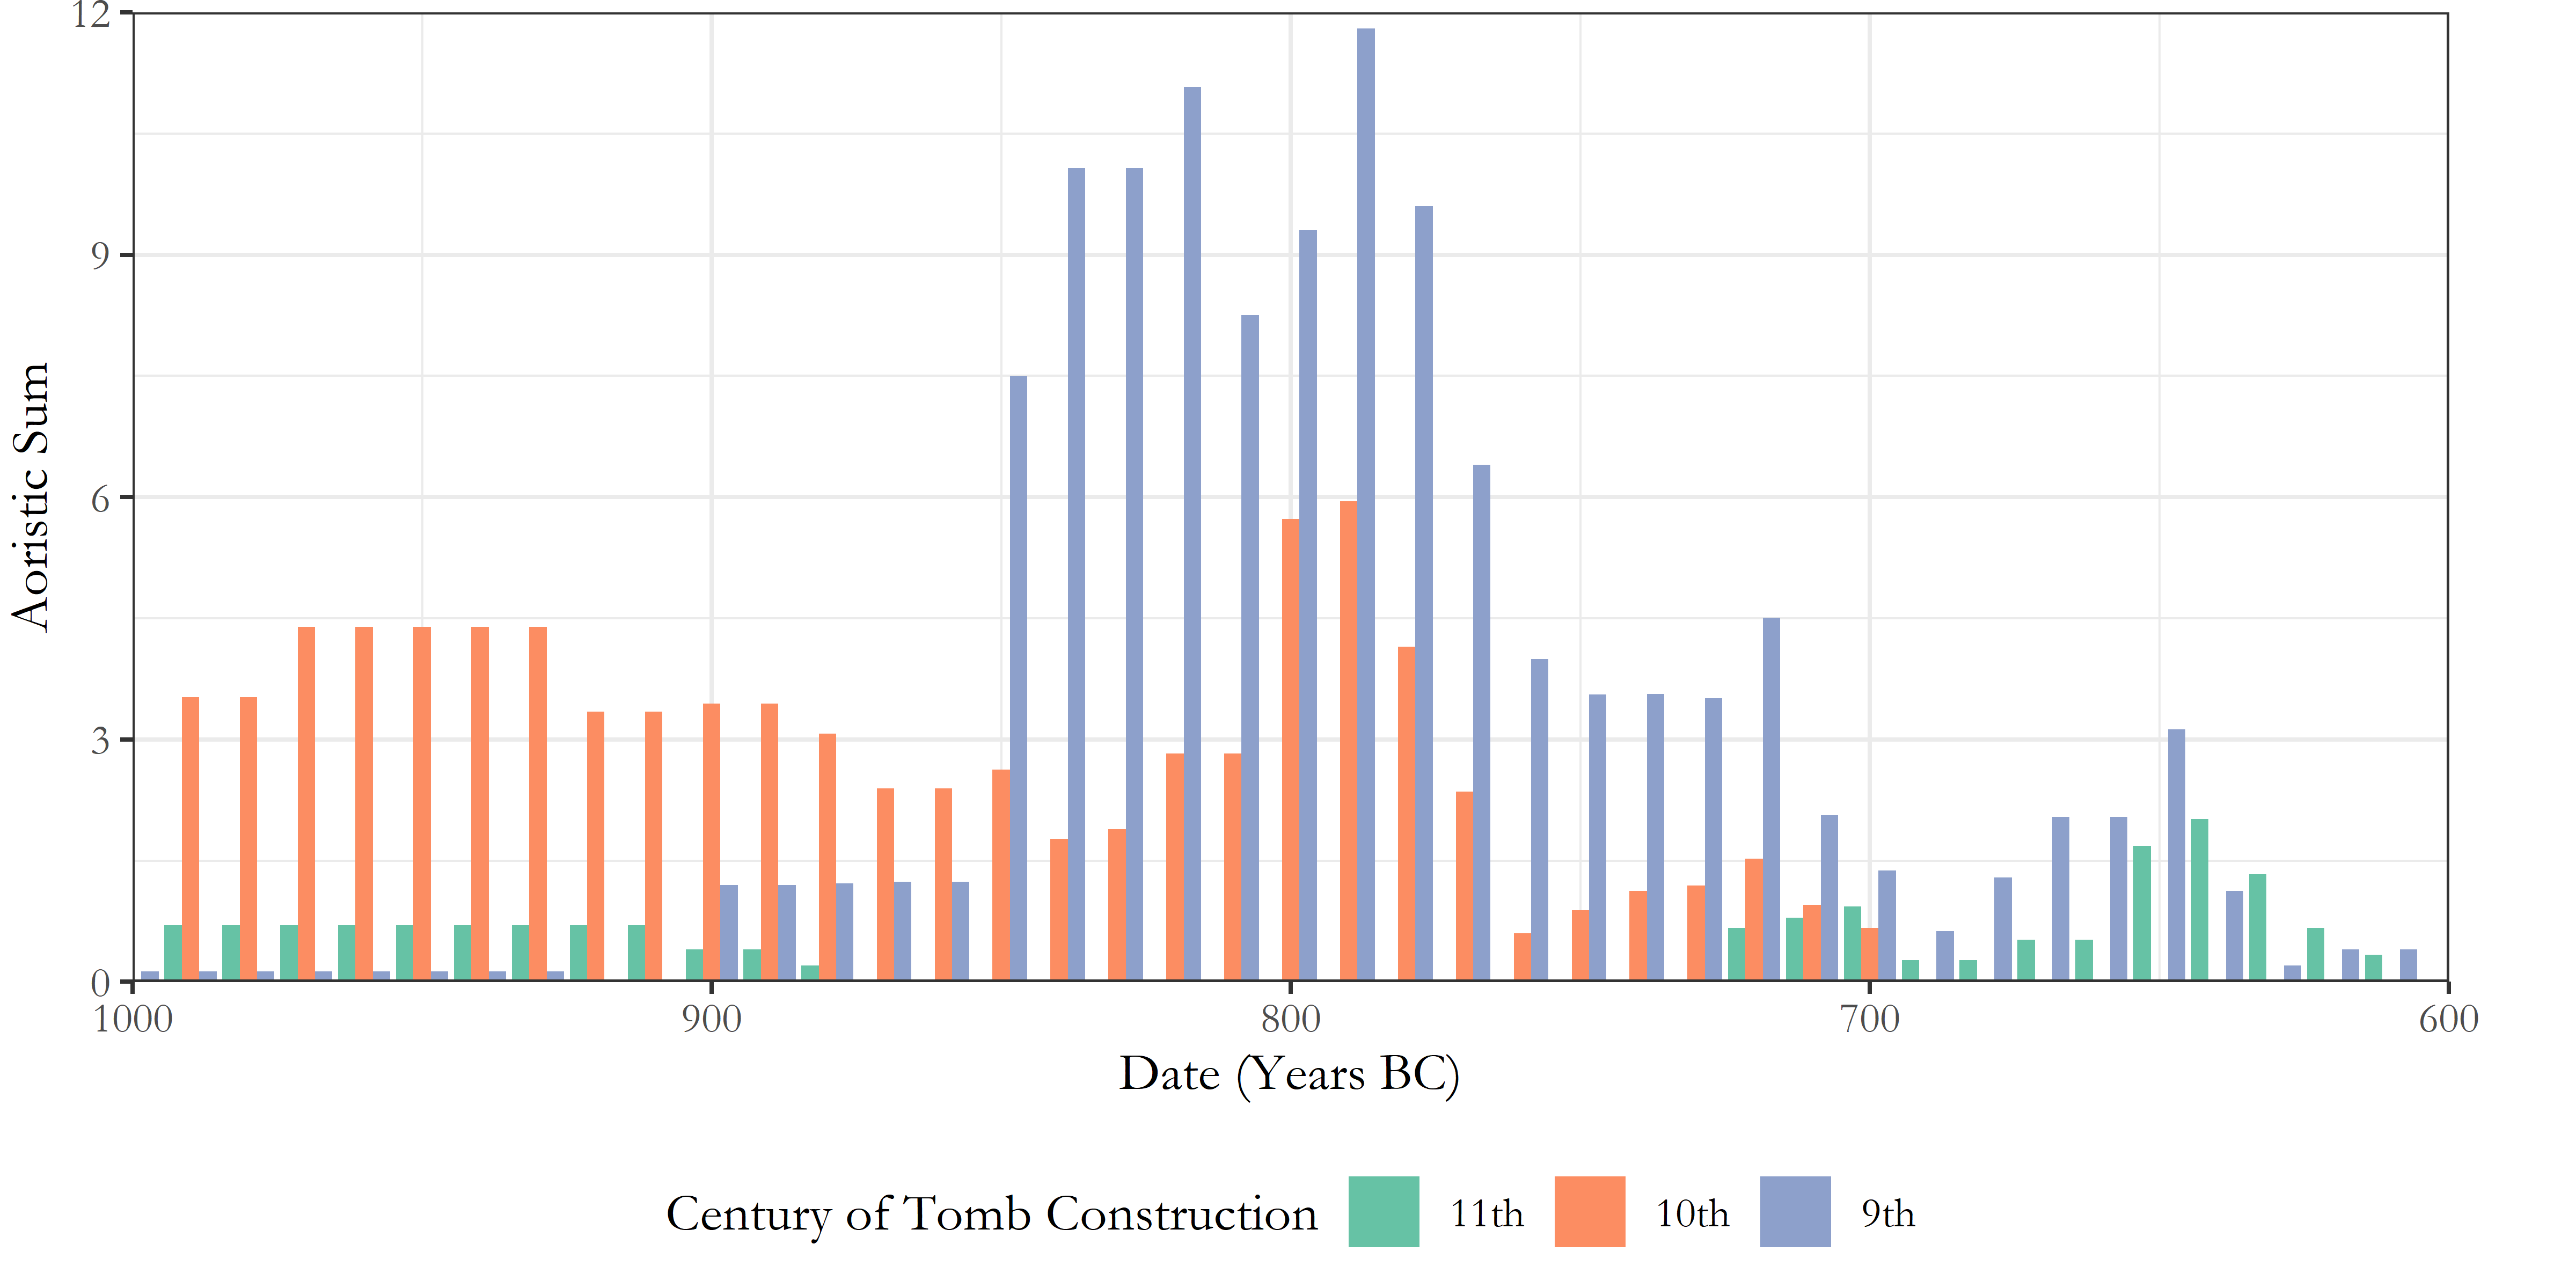 12
9
6
3
0
Aoristic Sum
1000 900 800 700 600
Date (Years BC)
Century of Tomb Construction 11th 10th 9th